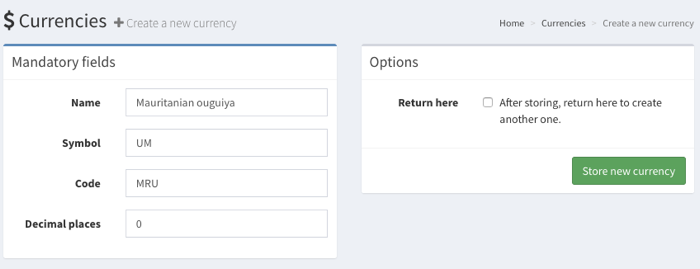 $ Currencies + Create a new currency
Home > Currencies > Create a new currency
Mandatory fields
Name Mauritanian ouguiya
Symbol UM
Code MRU
Decimal places 0
Options
Return here After storing, return here to create
another one.
Store new currency